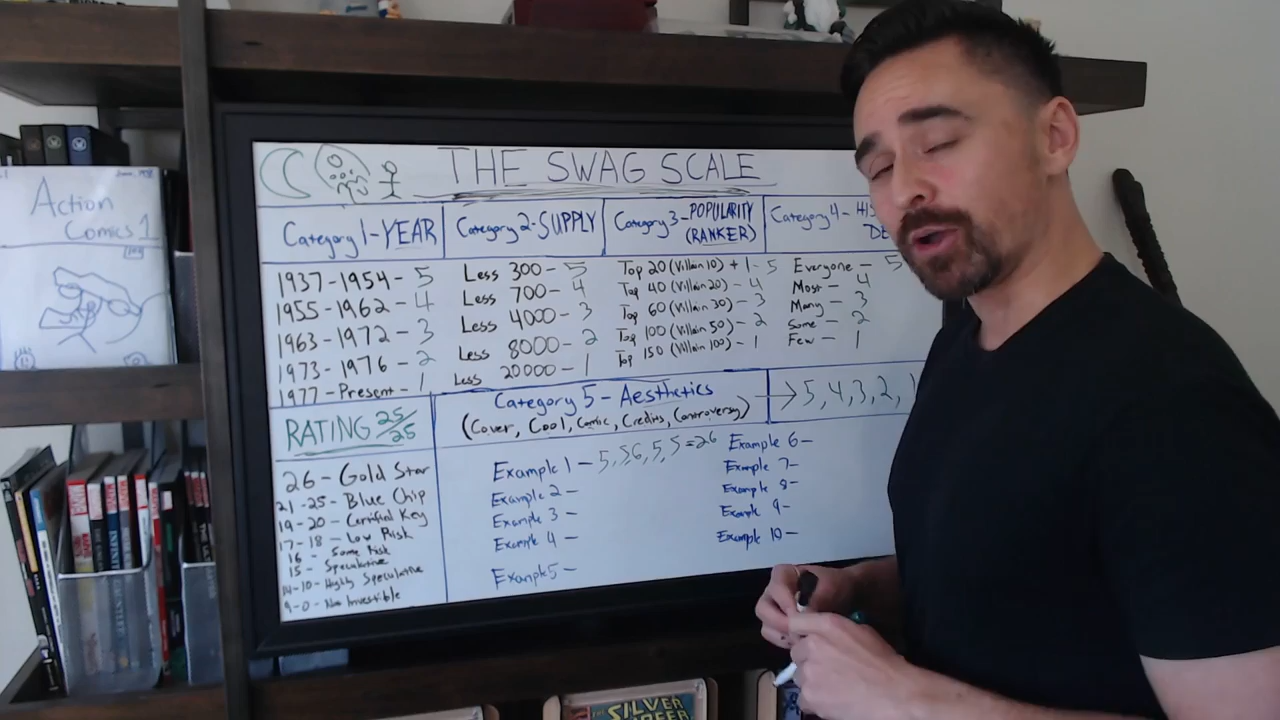 THE SWAG SCALE
Category 1-YEAR
1937-1954-5
1955-1962-4
1963-1972-3
1973-1976-2
1977-Present-1
Category 2-SUPPLY
Less 300-5
Less 700-4
Less 4000-3
Less 8000-2
Less 20000-1
Category 3-POPULARITY
(RANKER)
Top 20 (Villain 10) + 1-5
Top 40 (Villain 20)-4
Top 60 (Villain 30)-3
Top 100 (Villain 50)-2
Top 150 (Villain 100)-1
Category 4-HIS
DE
Everyone-5
Most-4
Many-3
Some-2
Few-1
Category 5-Aesthetics
(Cover, Cool, Comic, Credits, Controversy)
→5,4,3,2,1
RATING 25/25
26-Gold Star
21-25-Blue Chip
19-20-Certified Key
17-18-Low Risk
16-Some Risk
15-Speculative
14-10-Highly Speculative
9-0-Non Investible
Example 1-5,5,6,5,5=26
Example 2-
Example 3-
Example 4-
Example 5-
Example 6-
Example 7-
Example 8-
Example 9-
Example 10-
Action
Comics 1
SILVER